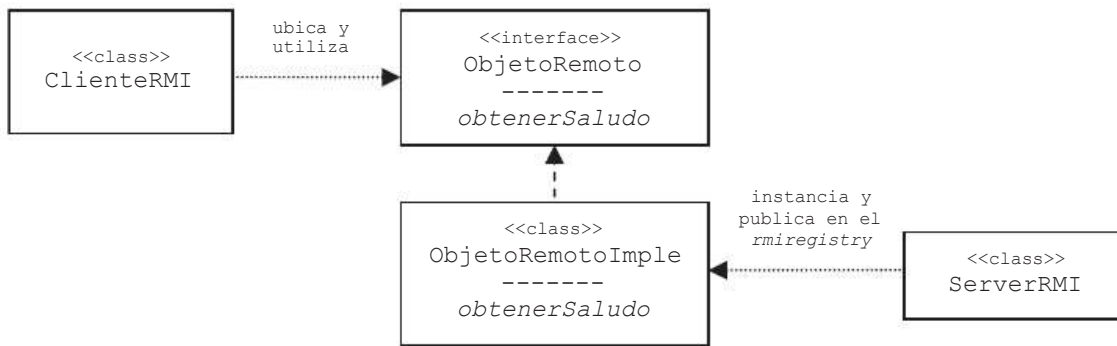 <<class>>
ClienteRMI
ubica y
utiliza
<<interface>>
ObjetoRemoto
-------
obtenerSaludo
<<class>>
ObjetoRemotoImple
-------
obtenerSaludo
instancia y
publica en el
rmiregistry
<<class>>
ServerRMI